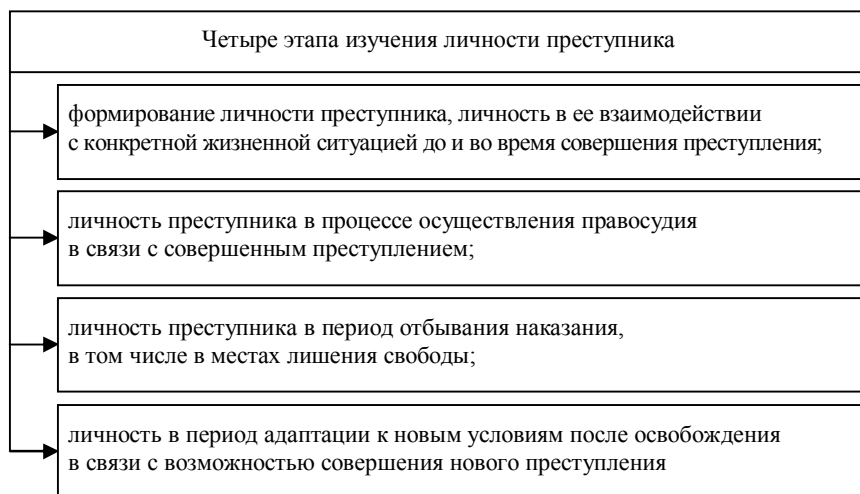 Четыре этапа изучения личности преступника
формирование личности преступника, личность в ее взаимодействии
с конкретной жизненной ситуацией до и во время совершения преступления;
личность преступника в процессе осуществления правосудия
в связи с совершенным преступлением;
личность преступника в период отбывания наказания,
в том числе в местах лишения свободы;
личность в период адаптации к новым условиям после освобождения
в связи с возможностью совершения нового преступления